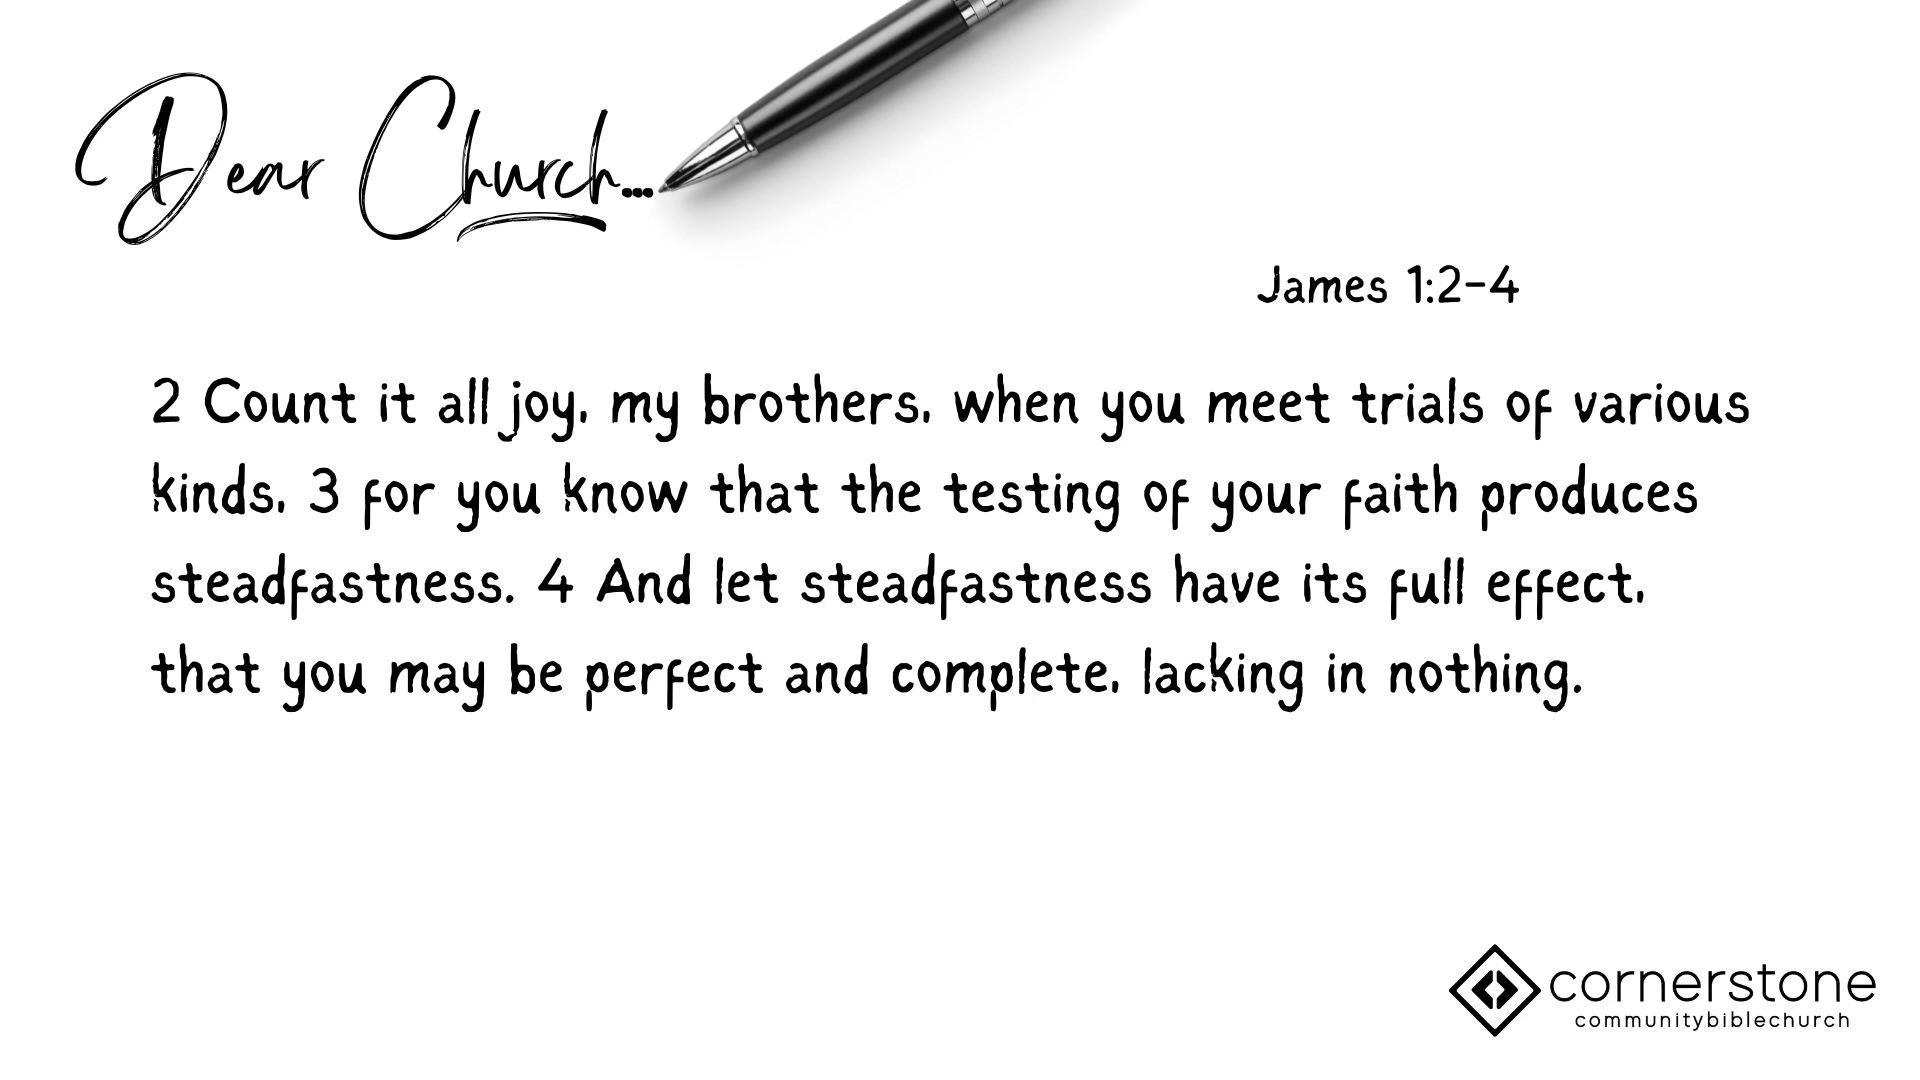 Dear Church...
James 1:2-4
2 Count it all joy, my brothers, when you meet trials of various
kinds, 3 for you know that the testing of your faith produces
steadfastness. 4 And let steadfastness have its full effect,
that you may be perfect and complete, lacking in nothing.
cornerstone
communitybiblechurch